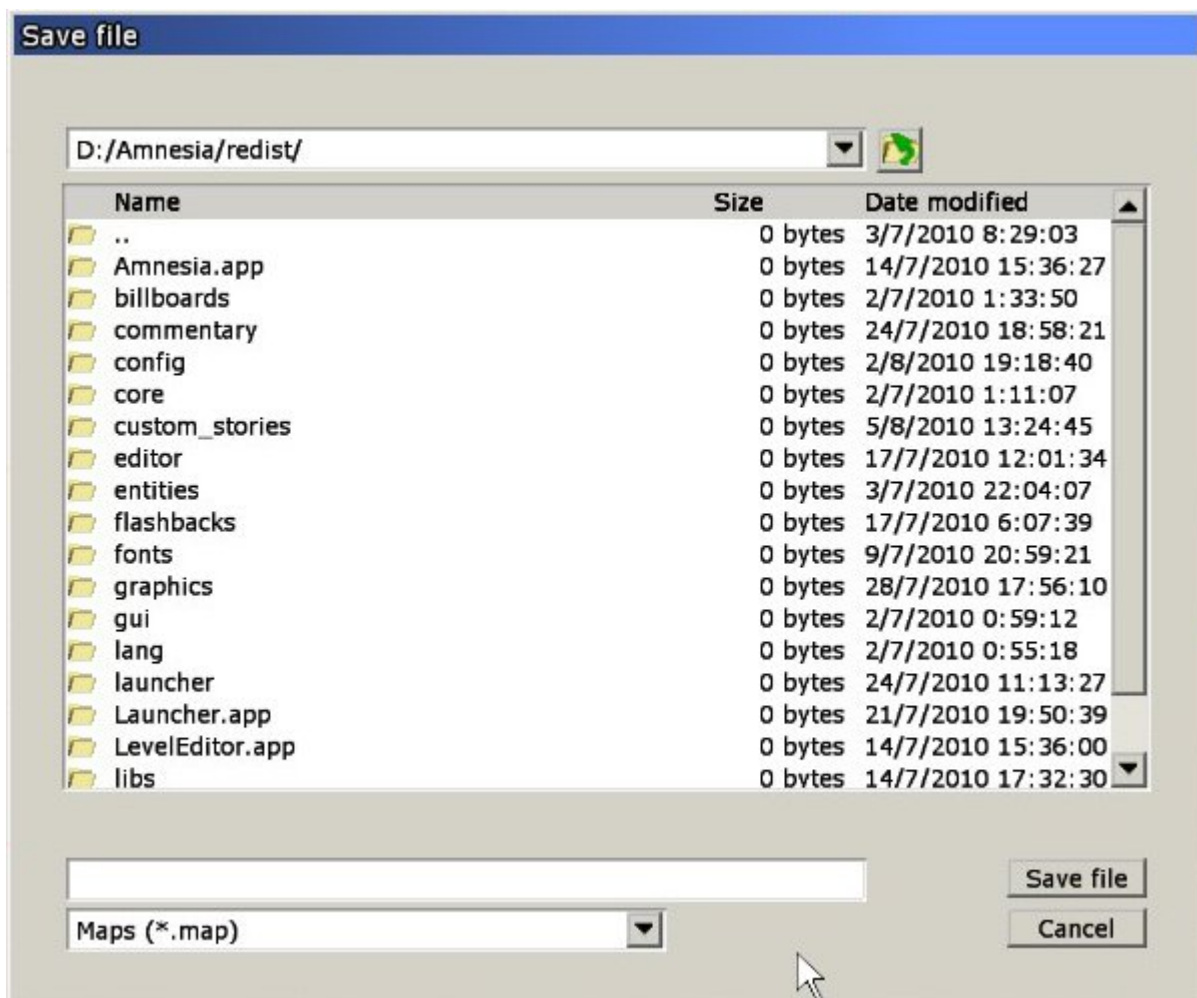 Save file
D:/Amnesia/redist/
Name Size Date modified
.. 0 bytes 3/7/2010 8:29:03
Amnesia.app 0 bytes 14/7/2010 15:36:27
billboards 0 bytes 2/7/2010 1:33:50
commentary 0 bytes 24/7/2010 18:58:21
config 0 bytes 2/8/2010 19:18:40
core 0 bytes 2/7/2010 1:11:07
custom_stories 0 bytes 5/8/2010 13:24:45
editor 0 bytes 17/7/2010 12:01:34
entities 0 bytes 3/7/2010 22:04:07
flashbacks 0 bytes 17/7/2010 6:07:39
fonts 0 bytes 9/7/2010 20:59:21
graphics 0 bytes 28/7/2010 17:56:10
gui 0 bytes 2/7/2010 0:59:12
lang 0 bytes 2/7/2010 0:55:18
launcher 0 bytes 24/7/2010 11:13:27
Launcher.app 0 bytes 21/7/2010 19:50:39
LevelEditor.app 0 bytes 14/7/2010 15:36:00
libs 0 bytes 14/7/2010 17:32:30
Save file
Maps (*.map) Cancel